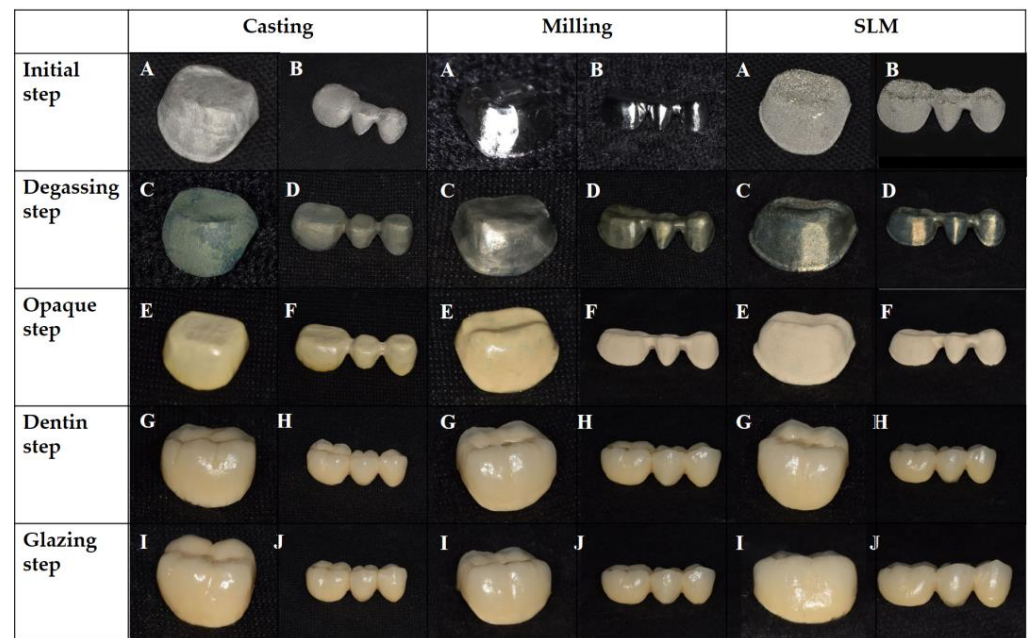 Casting Milling SLM
Initial step A B A B A B
Degassing step C D C D C D
Opaque step E F E F E F
Dentin step G H G H G H
Glazing step I J I J I J